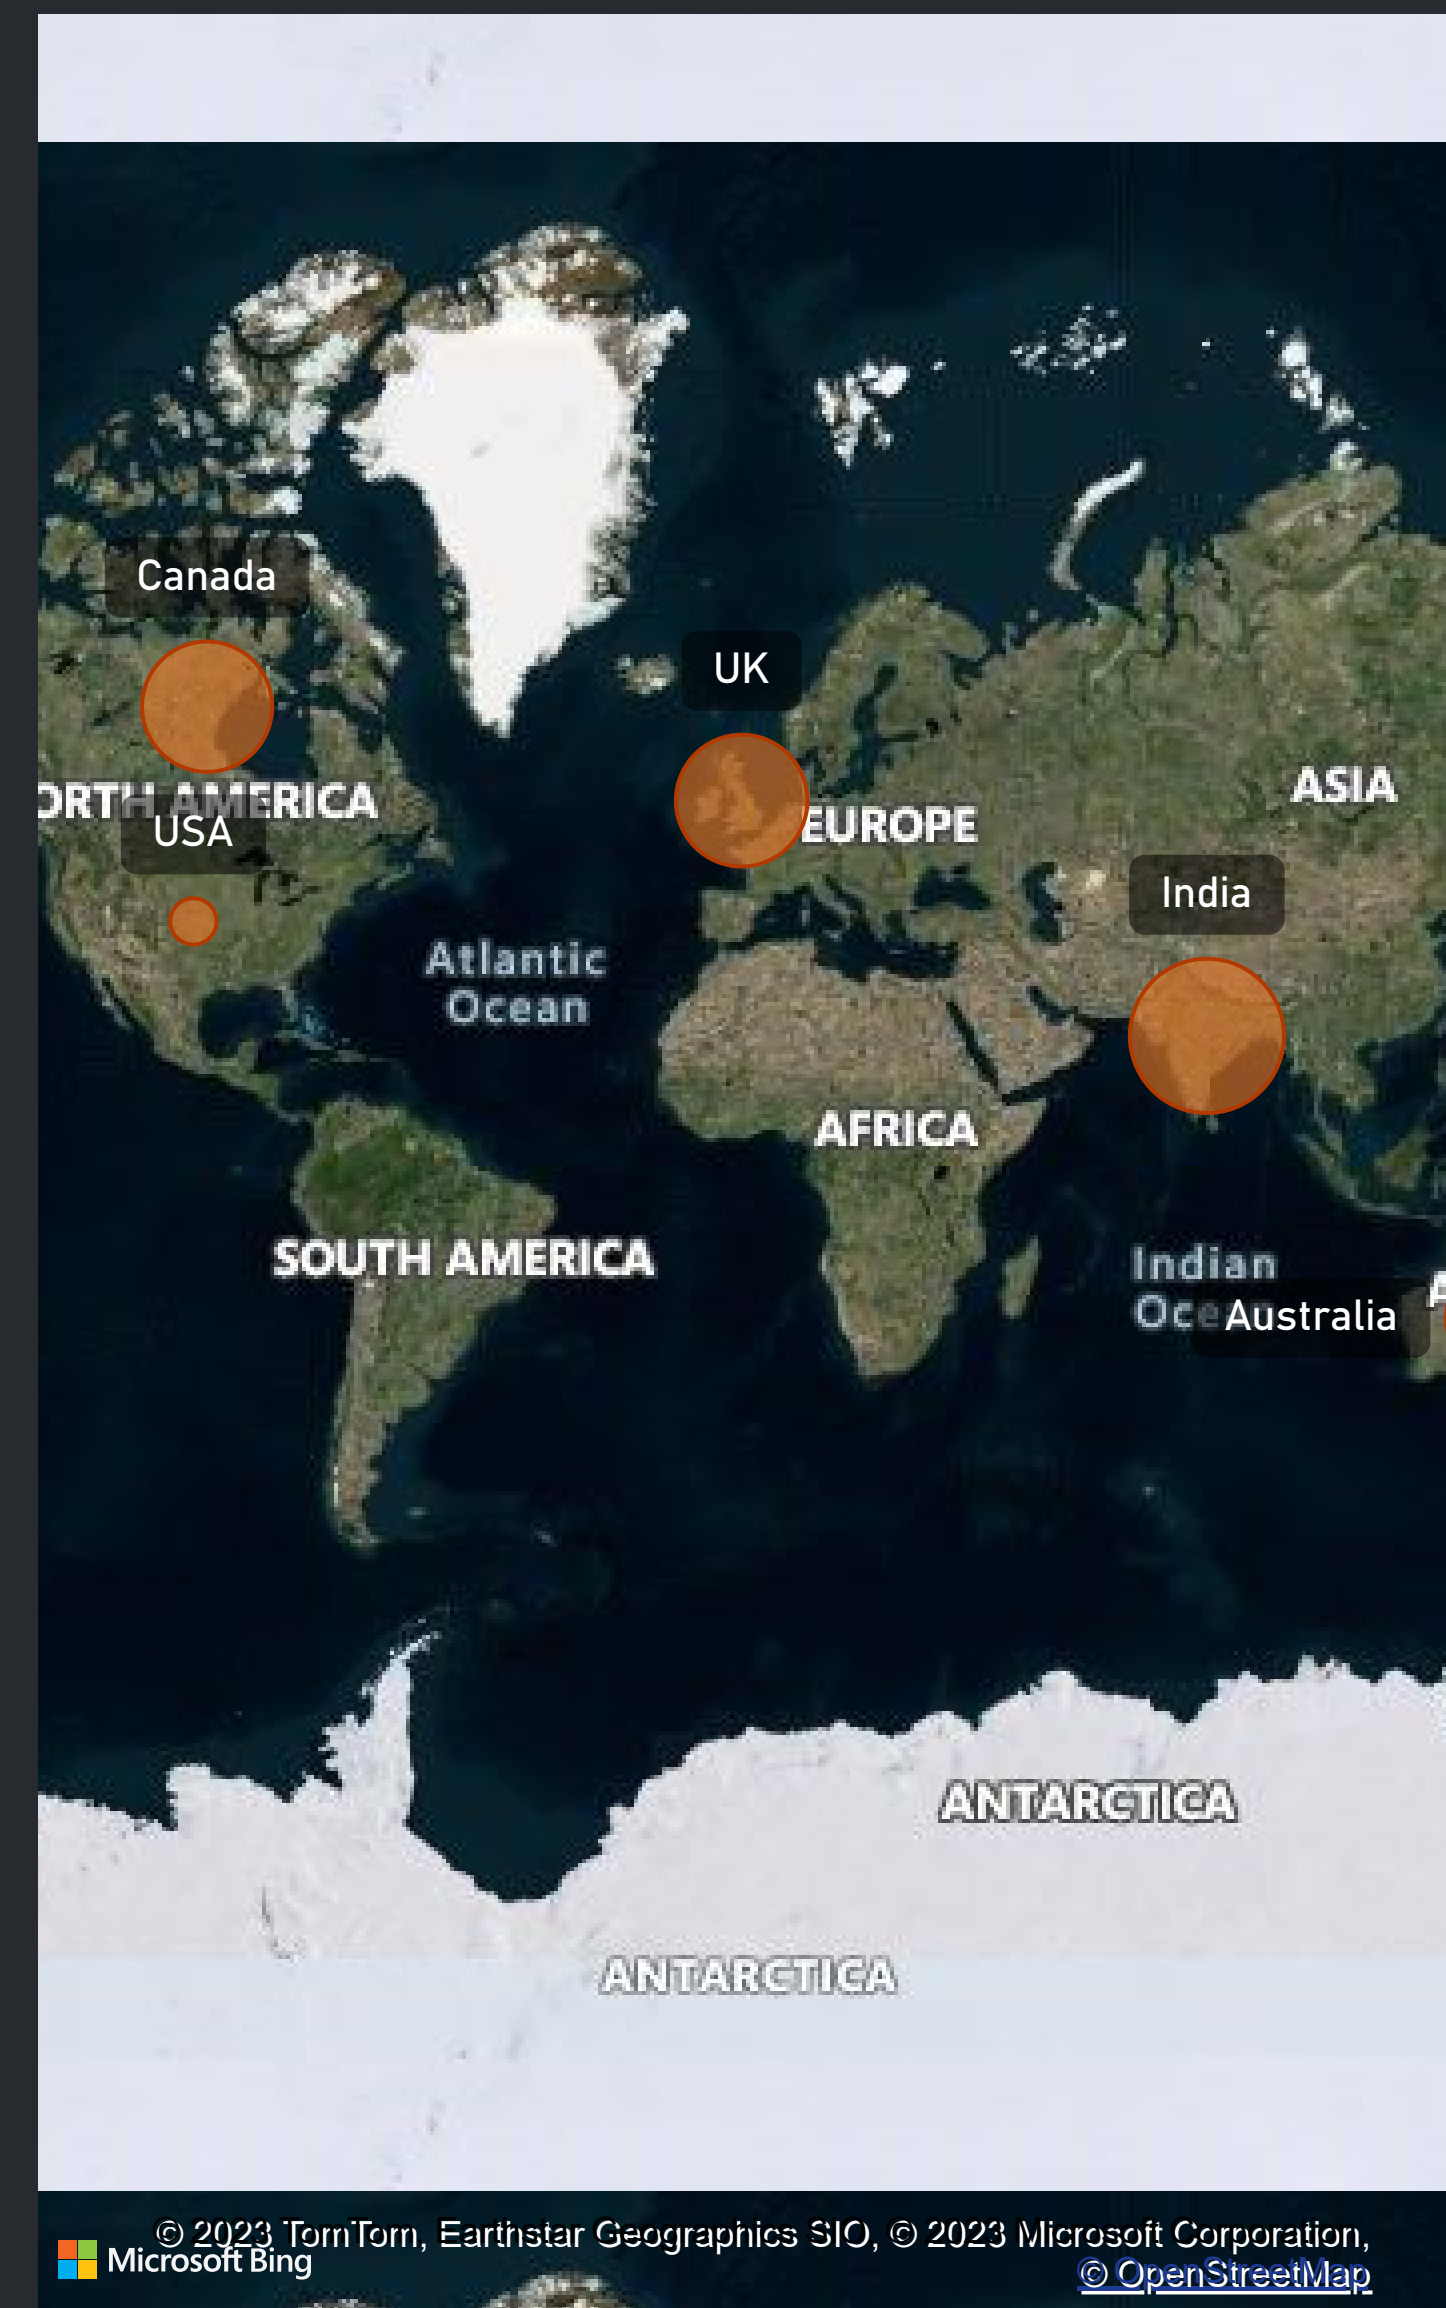 Canada
UK
ORTH AMERICA
USA
EUROPE
ASIA
India
Atlantic
Ocean
AFRICA
SOUTH AMERICA
Indian
Australia
ANTARCTICA
ANTARCTICA
© 2023 TomTom, Earthstar Geographics SIO, © 2023 Microsoft Corporation,
Microsoft Bing
© OpenStreetMap